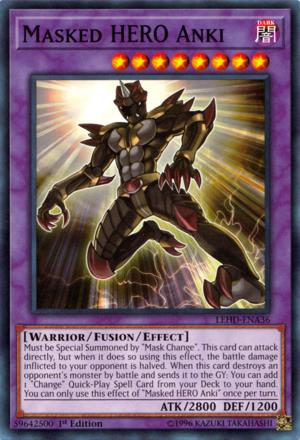 Masked HERO Anki
DARK
闇
LEHD-ENA36
[Warrior/Fusion/Effect]
Must be Special Summoned by "Mask Change". This card can attack
directly, but when it does so using this effect, the battle damage
inflicted to your opponent is halved. When this card destroys an
opponent's monster by battle and sends it to the GY: You can add
1 "Change" Quick-Play Spell Card from your Deck to your hand.
You can only use this effect of "Masked HERO Anki" once per turn.
ATK/2800 DEF/1200
59642500 1st Edition ©1996 KAZUKI TAKAHASHI